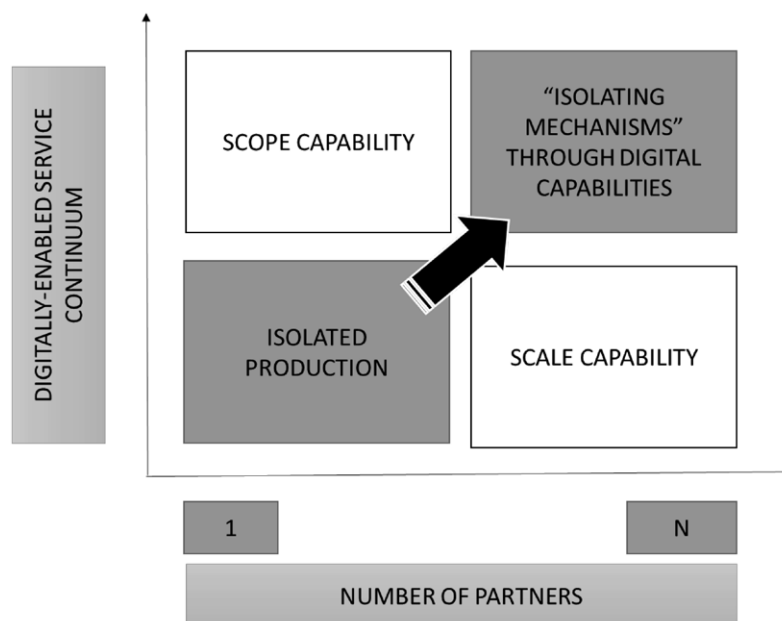 DIGITALLY-ENABLED SERVICE
CONTINUUM
SCOPE CAPABILITY
“ISOLATING
MECHANISMS”
THROUGH DIGITAL
CAPABILITIES
ISOLATED
PRODUCTION
SCALE CAPABILITY
1
N
NUMBER OF PARTNERS